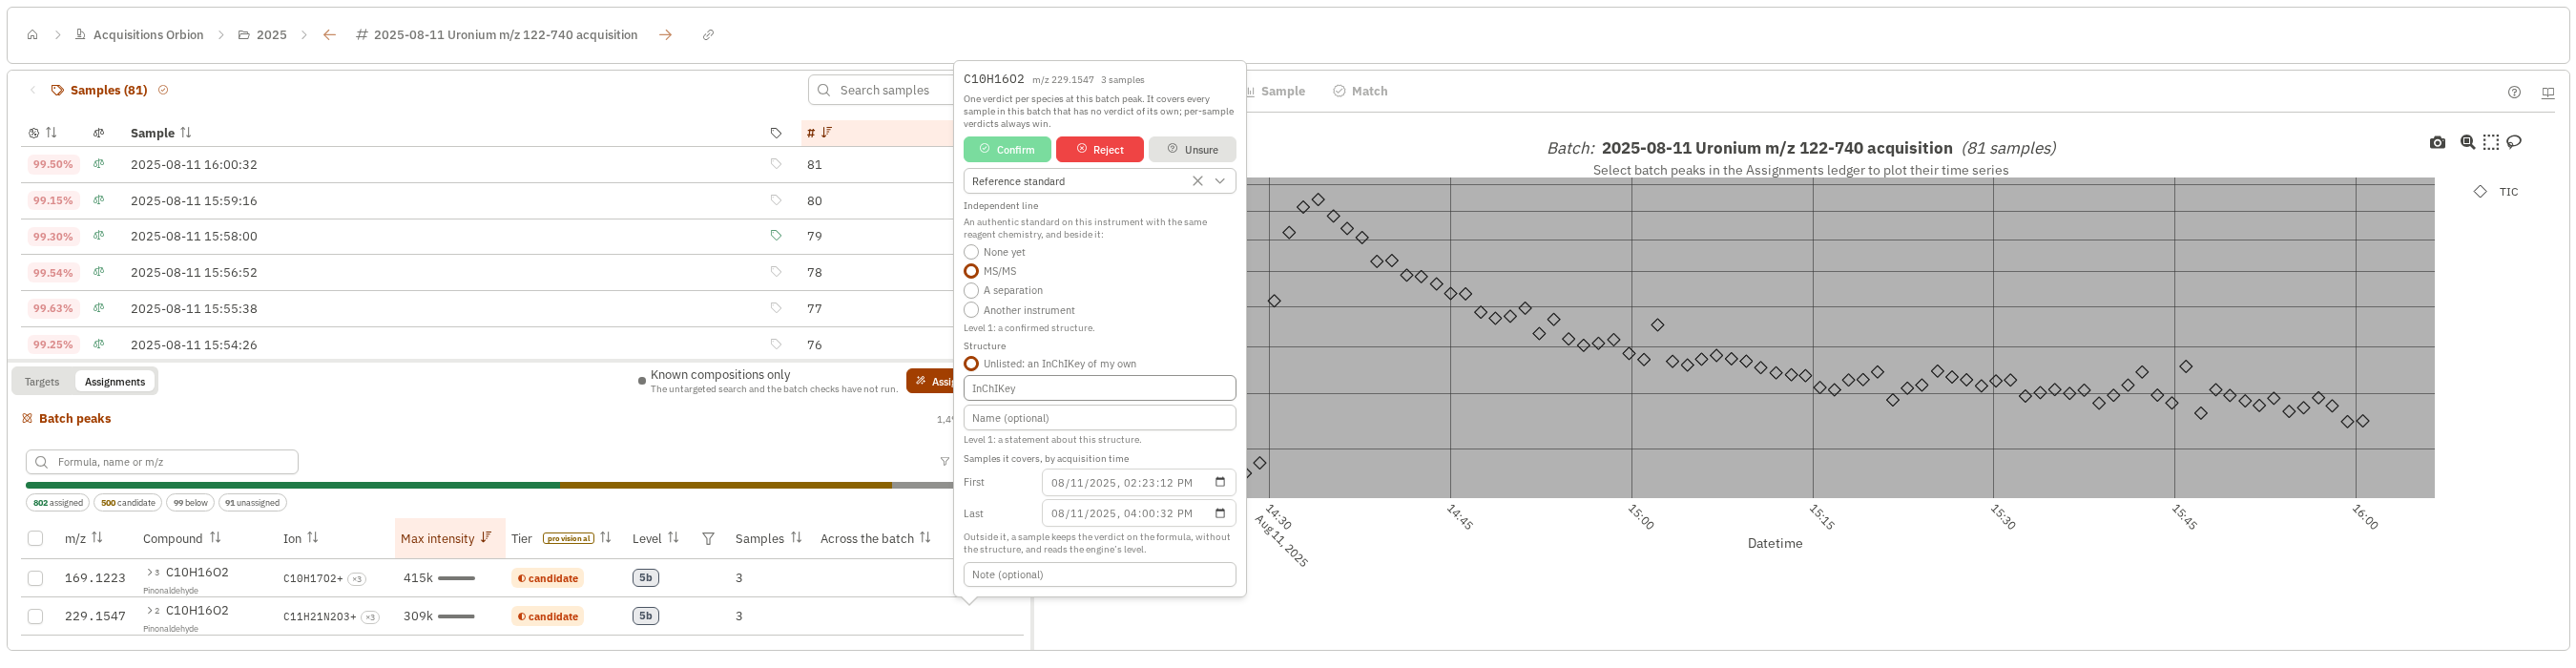 Acquisitions Orbion
2025
# 2025-08-11 Uronium m/z 122-740 acquisition
Samples (81)
Search samples
Sample
#
99.50% 2025-08-11 16:00:32 81
99.15% 2025-08-11 15:59:16 80
99.30% 2025-08-11 15:58:00 79
99.54% 2025-08-11 15:56:52 78
99.63% 2025-08-11 15:55:38 77
99.25% 2025-08-11 15:54:26 76
Targets
Assignments
Known compositions only
The untargeted search and the batch checks have not run.
Batch peaks
Formula, name or m/z
802 assigned
500 candidate
99 below
91 unassigned
m/z Compound Ion Max intensity Tier provisional Level Samples Across the batch
169.1223 3 C10H16O2 C10H17O2+ ×3 415k candidate 5b 3
Pinonaldehyde
229.1547 2 C10H16O2 C11H21N2O3+ ×3 309k candidate 5b 3
Pinonaldehyde
C10H16O2 m/z 229.1547 3 samples
One verdict per species at this batch peak. It covers every
sample in this batch that has no verdict of its own; per-sample
verdicts always win.
Confirm
Reject
Unsure
Reference standard
Independent line
An authentic standard on this instrument with the same
reagent chemistry, and beside it:
None yet
MS/MS
A separation
Another instrument
Level 1: a confirmed structure.
Structure
Unlisted: an InChIKey of my own
InChIKey
Name (optional)
Level 1: a statement about this structure.
Samples it covers, by acquisition time
First 08/11/2025, 02:23:12 PM
Last 08/11/2025, 04:00:32 PM
Outside it, a sample keeps the verdict on the formula, without
the structure, and reads the engine's level.
Note (optional)
Sample
Match
Batch: 2025-08-11 Uronium m/z 122-740 acquisition (81 samples)
Select batch peaks in the Assignments ledger to plot their time series
TIC
14:30
Aug 11, 2025
14:45
15:00
15:15
15:30
15:45
16:00
Datetime